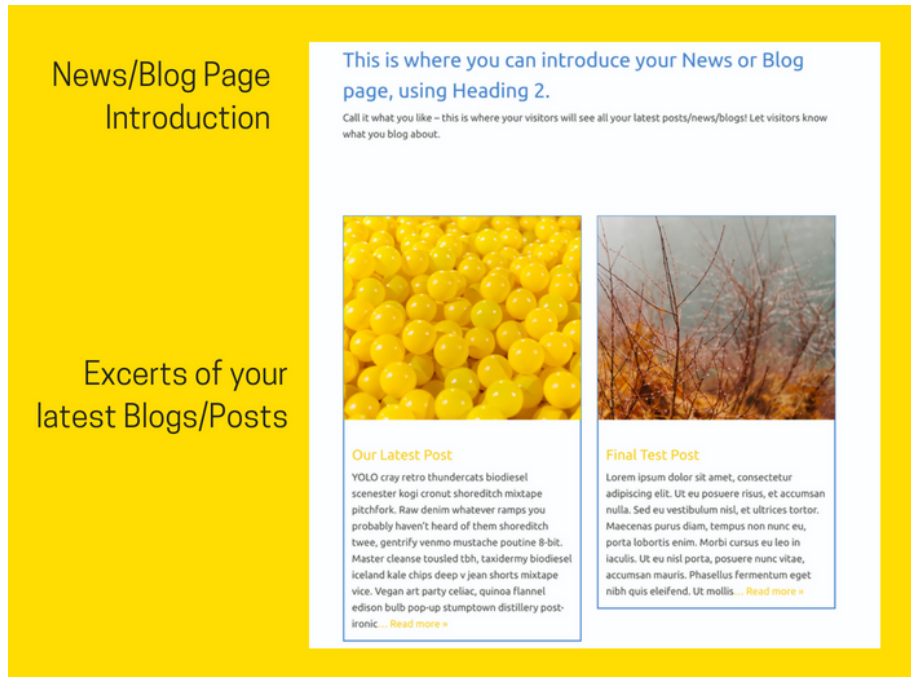 News/Blog Page
Introduction
This is where you can introduce your News or Blog
page, using Heading 2.
Call it what you like – this is where your visitors will see all your latest posts/news/blogs! Let visitors know
what you blog about.
Excerts of your
latest Blogs/Posts
Our Latest Post
YOLO cray retro thundercats biodiesel
scenester kogi cronut shoreditch mixtape
pitchfork. Raw denim whatever ramps you
probably haven't heard of them shoreditch
twee, gentrify venmo mustache poutine 8-bit.
Master cleanse tousled tbh, taxidermy biodiesel
iceland kale chips deep v jean shorts mixtape
vice. Vegan art party celiac, quinoa flannel
edison bulb pop-up stumptown distillery post-
ironic... Read more »
Final Test Post
Lorem ipsum dolor sit amet, consectetur
adipiscing elit. Ut eu posuere risus, et accumsan
nulla. Sed eu vestibulum nisl, et ultrices tortor.
Maecenas purus diam, tempus non nunc eu,
porta lobortis enim. Morbi cursus eu leo in
iaculis. Ut eu nisl porta, posuere nunc vitae,
accumsan mauris. Phasellus fermentum eget
nibh quis eleifend. Ut mollis... Read more »